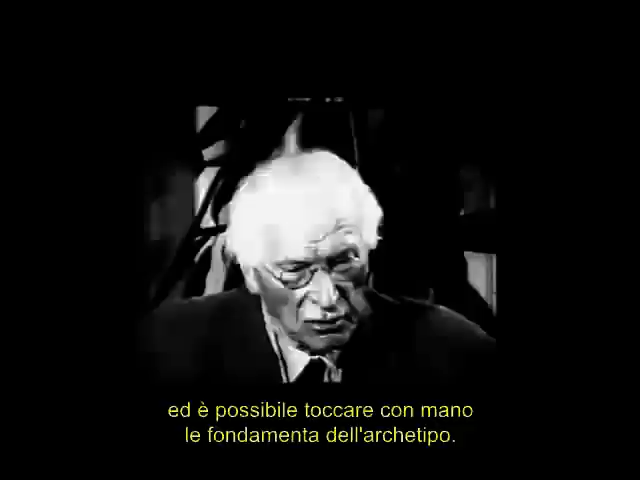 ed è possibile toccare con mano
le fondamenta dell'archetipo.